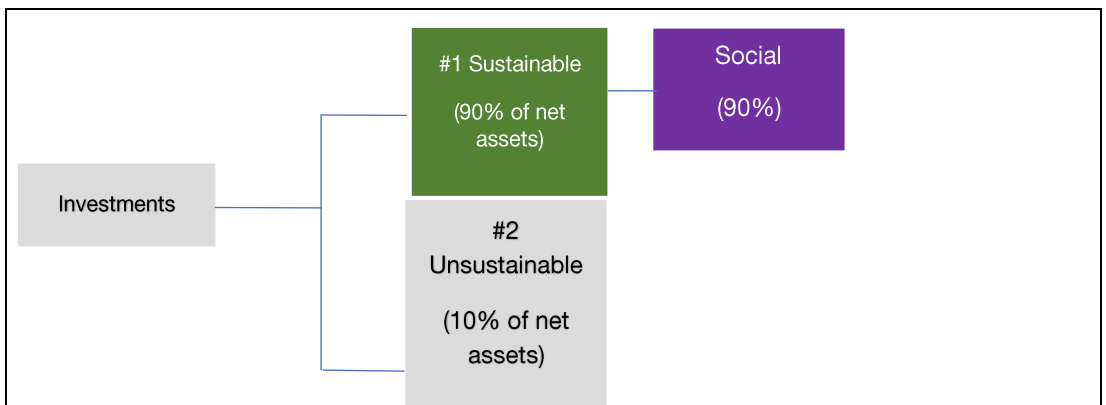 #1 Sustainable
(90% of net
assets)
Social
(90%)
Investments
#2
Unsustainable
(10% of net
assets)